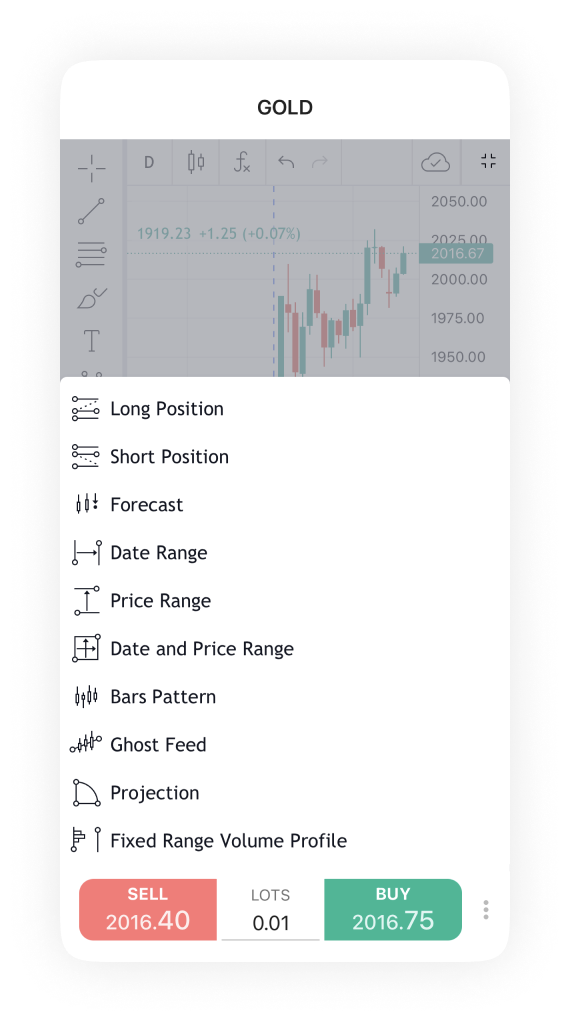 GOLD
D
1919.23 +1.25 (+0.07%)
2050.00
2025.00
2016.67
2000.00
1975.00
1950.00
T
Long Position
Short Position
Forecast
Date Range
Price Range
Date and Price Range
Bars Pattern
Ghost Feed
Projection
Fixed Range Volume Profile
SELL
2016.40
LOTS
0.01
BUY
2016.75